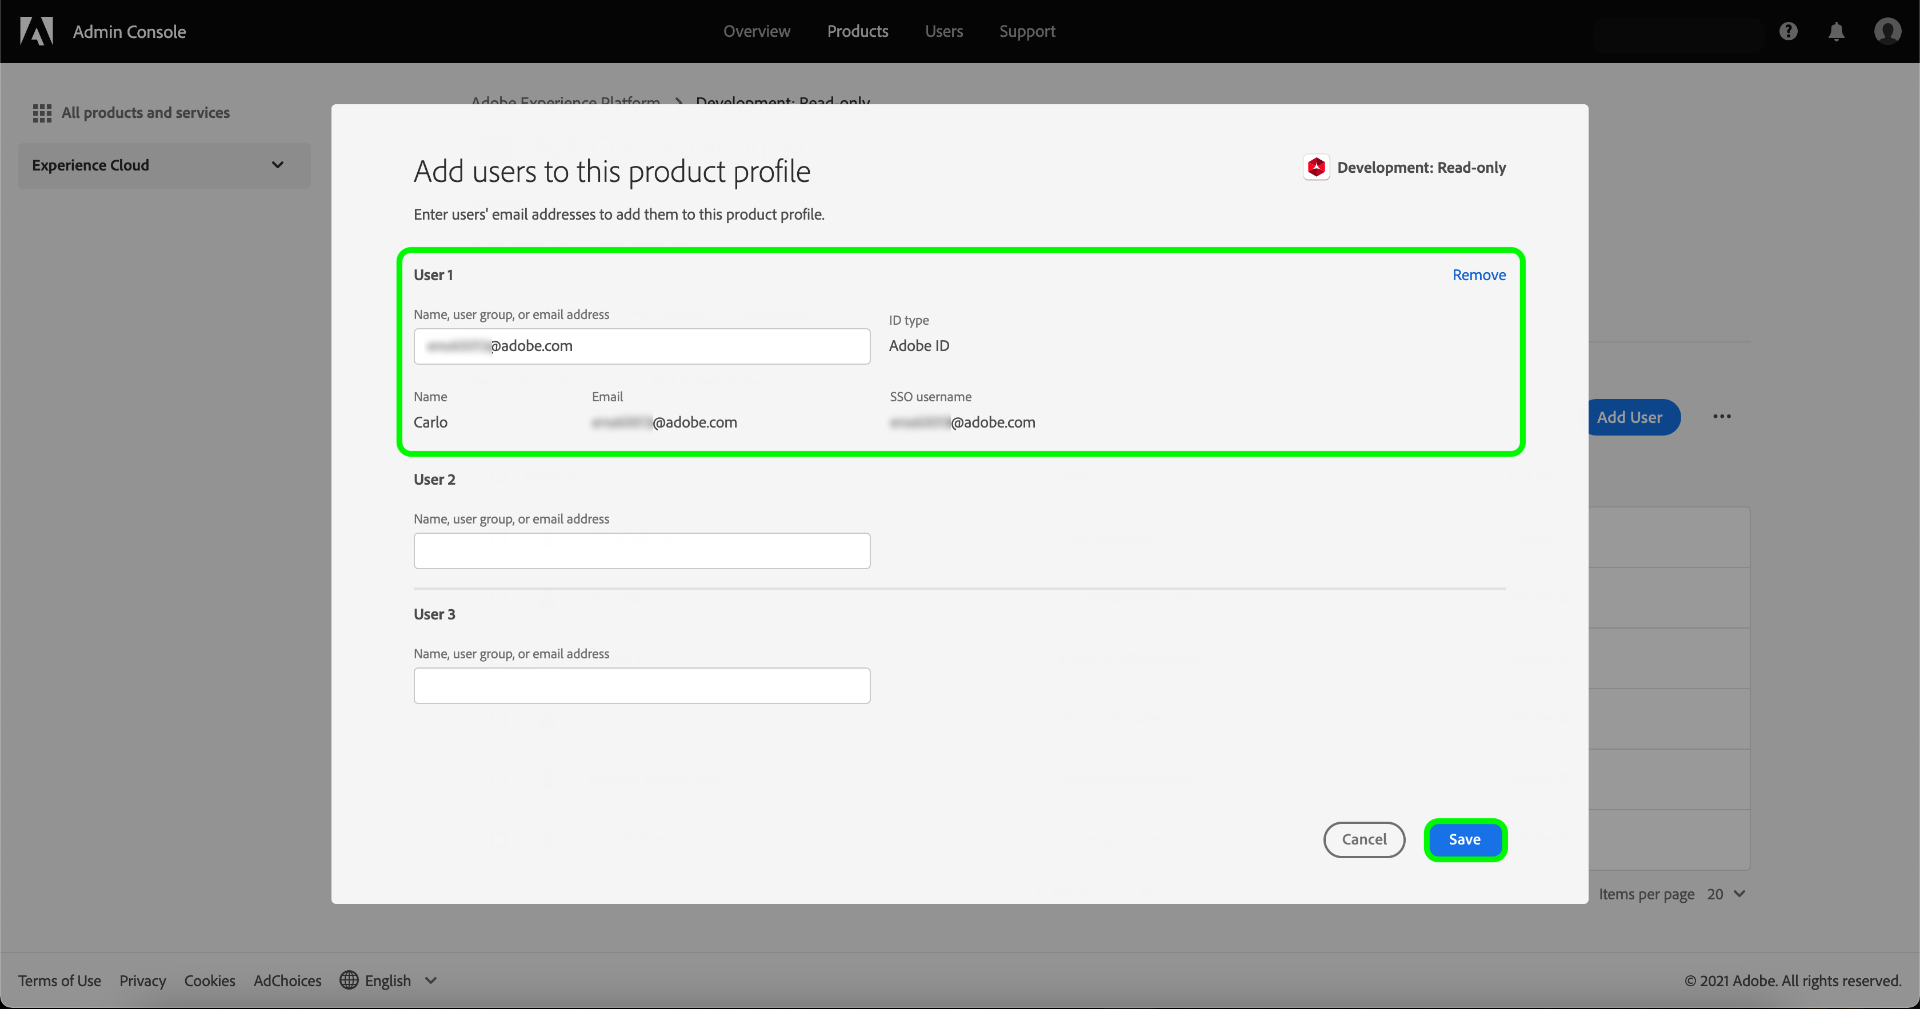 Admin Console
Overview Products Users Support
All products and services
Adobe Experience Platform > Development: Read-only
Experience Cloud
Add users to this product profile
Development: Read-only
Enter users' email addresses to add them to this product profile.
User 1
Remove
Name, user group, or email address
ID type
@adobe.com
Adobe ID
Name Email SSO username
Carlo @adobe.com @adobe.com
Add User
User 2
Name, user group, or email address
User 3
Name, user group, or email address
Cancel Save
Items per page 20
Terms of Use Privacy Cookies AdChoices English
© 2021 Adobe. All rights reserved.